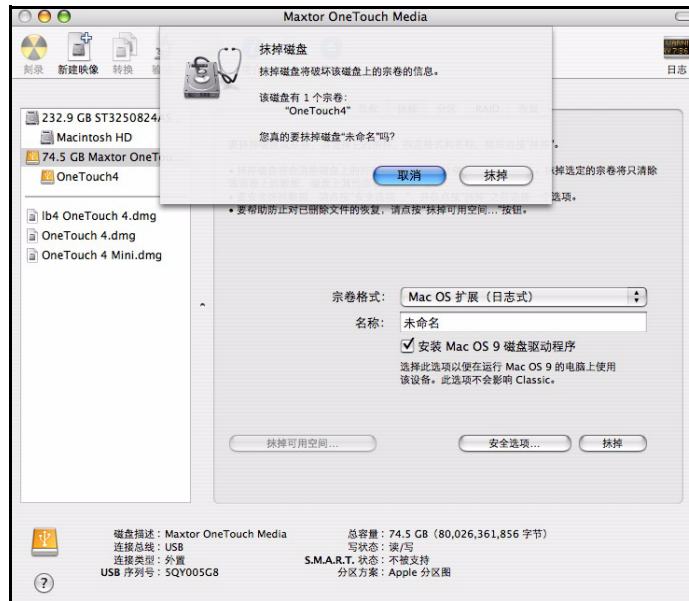 Maxtor OneTouch Media
刻录 新建映像 转换
日志
抹掉磁盘
抹掉磁盘将破坏该磁盘上的宗卷的信息。
该磁盘有 1 个宗卷:
“OneTouch4”
您真的要抹掉磁盘“未命名”吗?
取消 抹掉
232.9 GB ST3250824A
Macintosh HD
74.5 GB Maxtor OneT
OneTouch4
lb4 OneTouch 4.dmg
OneTouch 4.dmg
OneTouch 4 Mini.dmg
掉选定的宗卷将只清除
选项。
• 要帮助防止对已删除文件的恢复，请点按“抹掉可用空间...”按钮。
宗卷格式: Mac OS 扩展（日志式）
名称: 未命名
安装 Mac OS 9 磁盘驱动程序
选择此选项以便在运行 Mac OS 9 的电脑上使用
该设备。此选项不会影响 Classic。
抹掉可用空间... 安全选项... 抹掉
磁盘描述：Maxtor OneTouch Media 总容量：74.5 GB（80,026,361,856 字节）
连接总线：USB 写状态：读/写
连接类型：外置 S.M.A.R.T. 状态：不被支持
USB 序列号：5QY005G8 分区方案：Apple 分区图
?